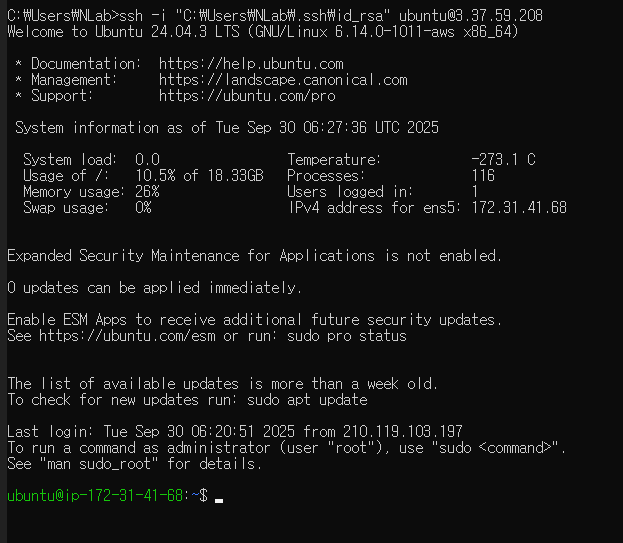 C:₩Users₩NLab>ssh -i "C:₩Users₩NLab₩.ssh₩id_rsa" ubuntu@3.37.59.208
Welcome to Ubuntu 24.04.3 LTS (GNU/Linux 6.14.0-1011-aws x86_64)
* Documentation:  https://help.ubuntu.com
* Management:     https://landscape.canonical.com
* Support:        https://ubuntu.com/pro
System information as of Tue Sep 30 06:27:36 UTC 2025
System load:  0.0                Temperature:           -273.1 C
Usage of /:   10.5% of 18.33GB   Processes:             116
Memory usage: 26%                Users logged in:       1
Swap usage:   0%                 IPv4 address for ens5: 172.31.41.68
Expanded Security Maintenance for Applications is not enabled.
0 updates can be applied immediately.
Enable ESM Apps to receive additional future security updates.
See https://ubuntu.com/esm or run: sudo pro status
The list of available updates is more than a week old.
To check for new updates run: sudo apt update
Last login: Tue Sep 30 06:20:51 2025 from 210.119.103.197
To run a command as administrator (user "root"), use "sudo <command>".
See "man sudo_root" for details.
ubuntu@ip-172-31-41-68:~$